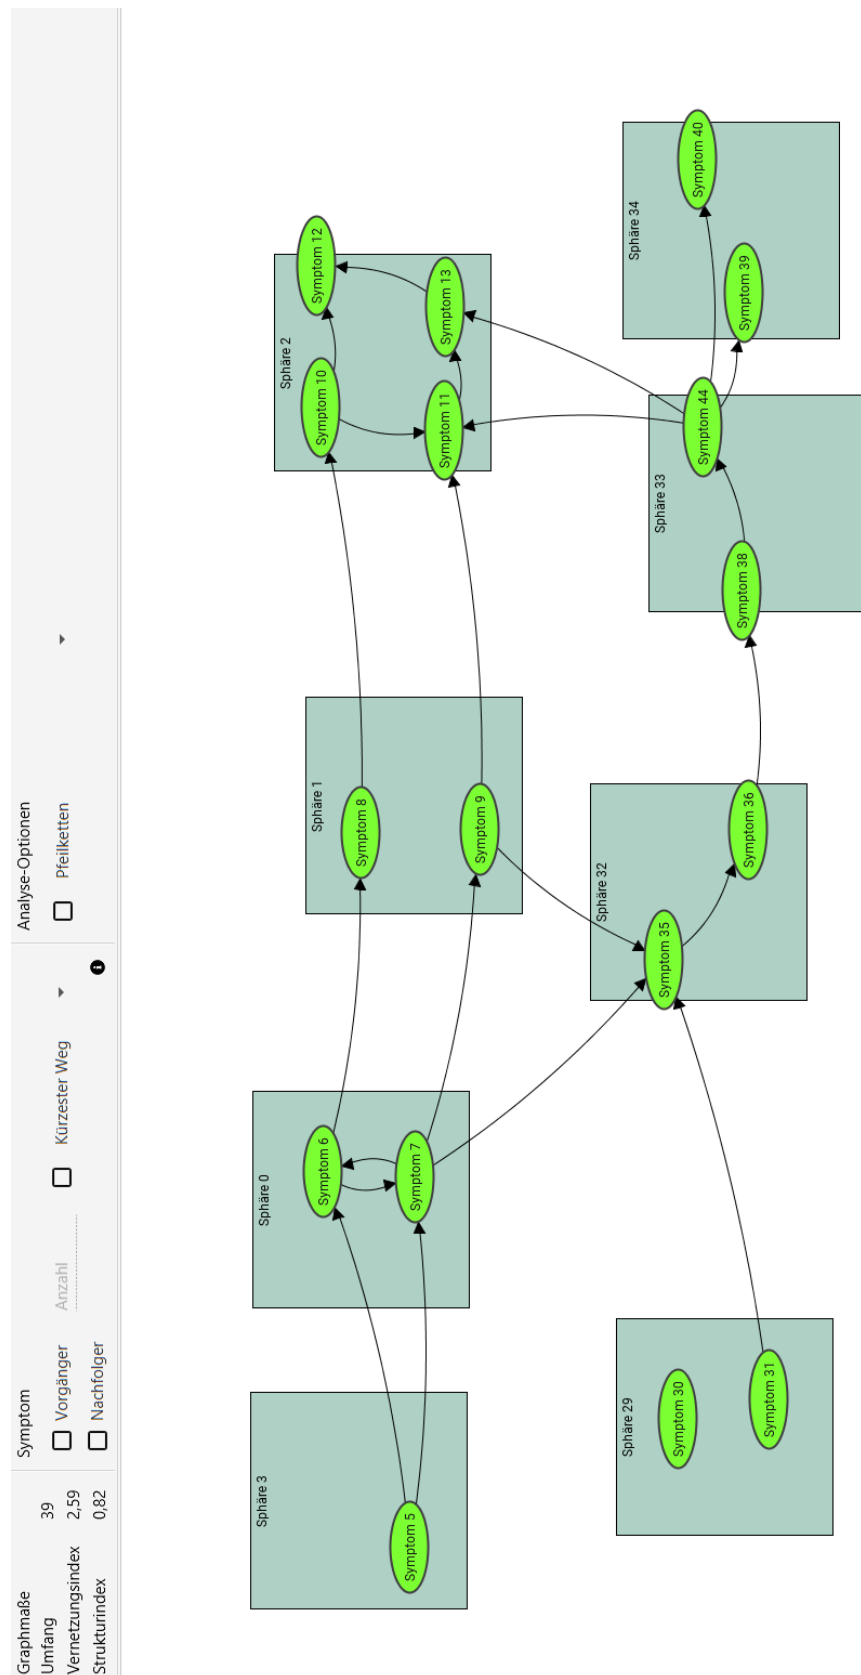 Graphmaße
Umfang 39
Vernetzungsindex 2,59
Strukturindex 0,82
Symptom
Vorgänger
Nachfolger
Anzahl
Kürzester Weg
Analyse-Optionen
Pfeilketten
Sphäre 3
Symptom 5
Sphäre 0
Symptom 6
Symptom 7
Sphäre 1
Symptom 8
Symptom 9
Sphäre 2
Symptom 10
Symptom 12
Symptom 11
Symptom 13
Sphäre 29
Symptom 30
Symptom 31
Sphäre 32
Symptom 35
Symptom 36
Sphäre 33
Symptom 38
Symptom 44
Sphäre 34
Symptom 40
Symptom 39